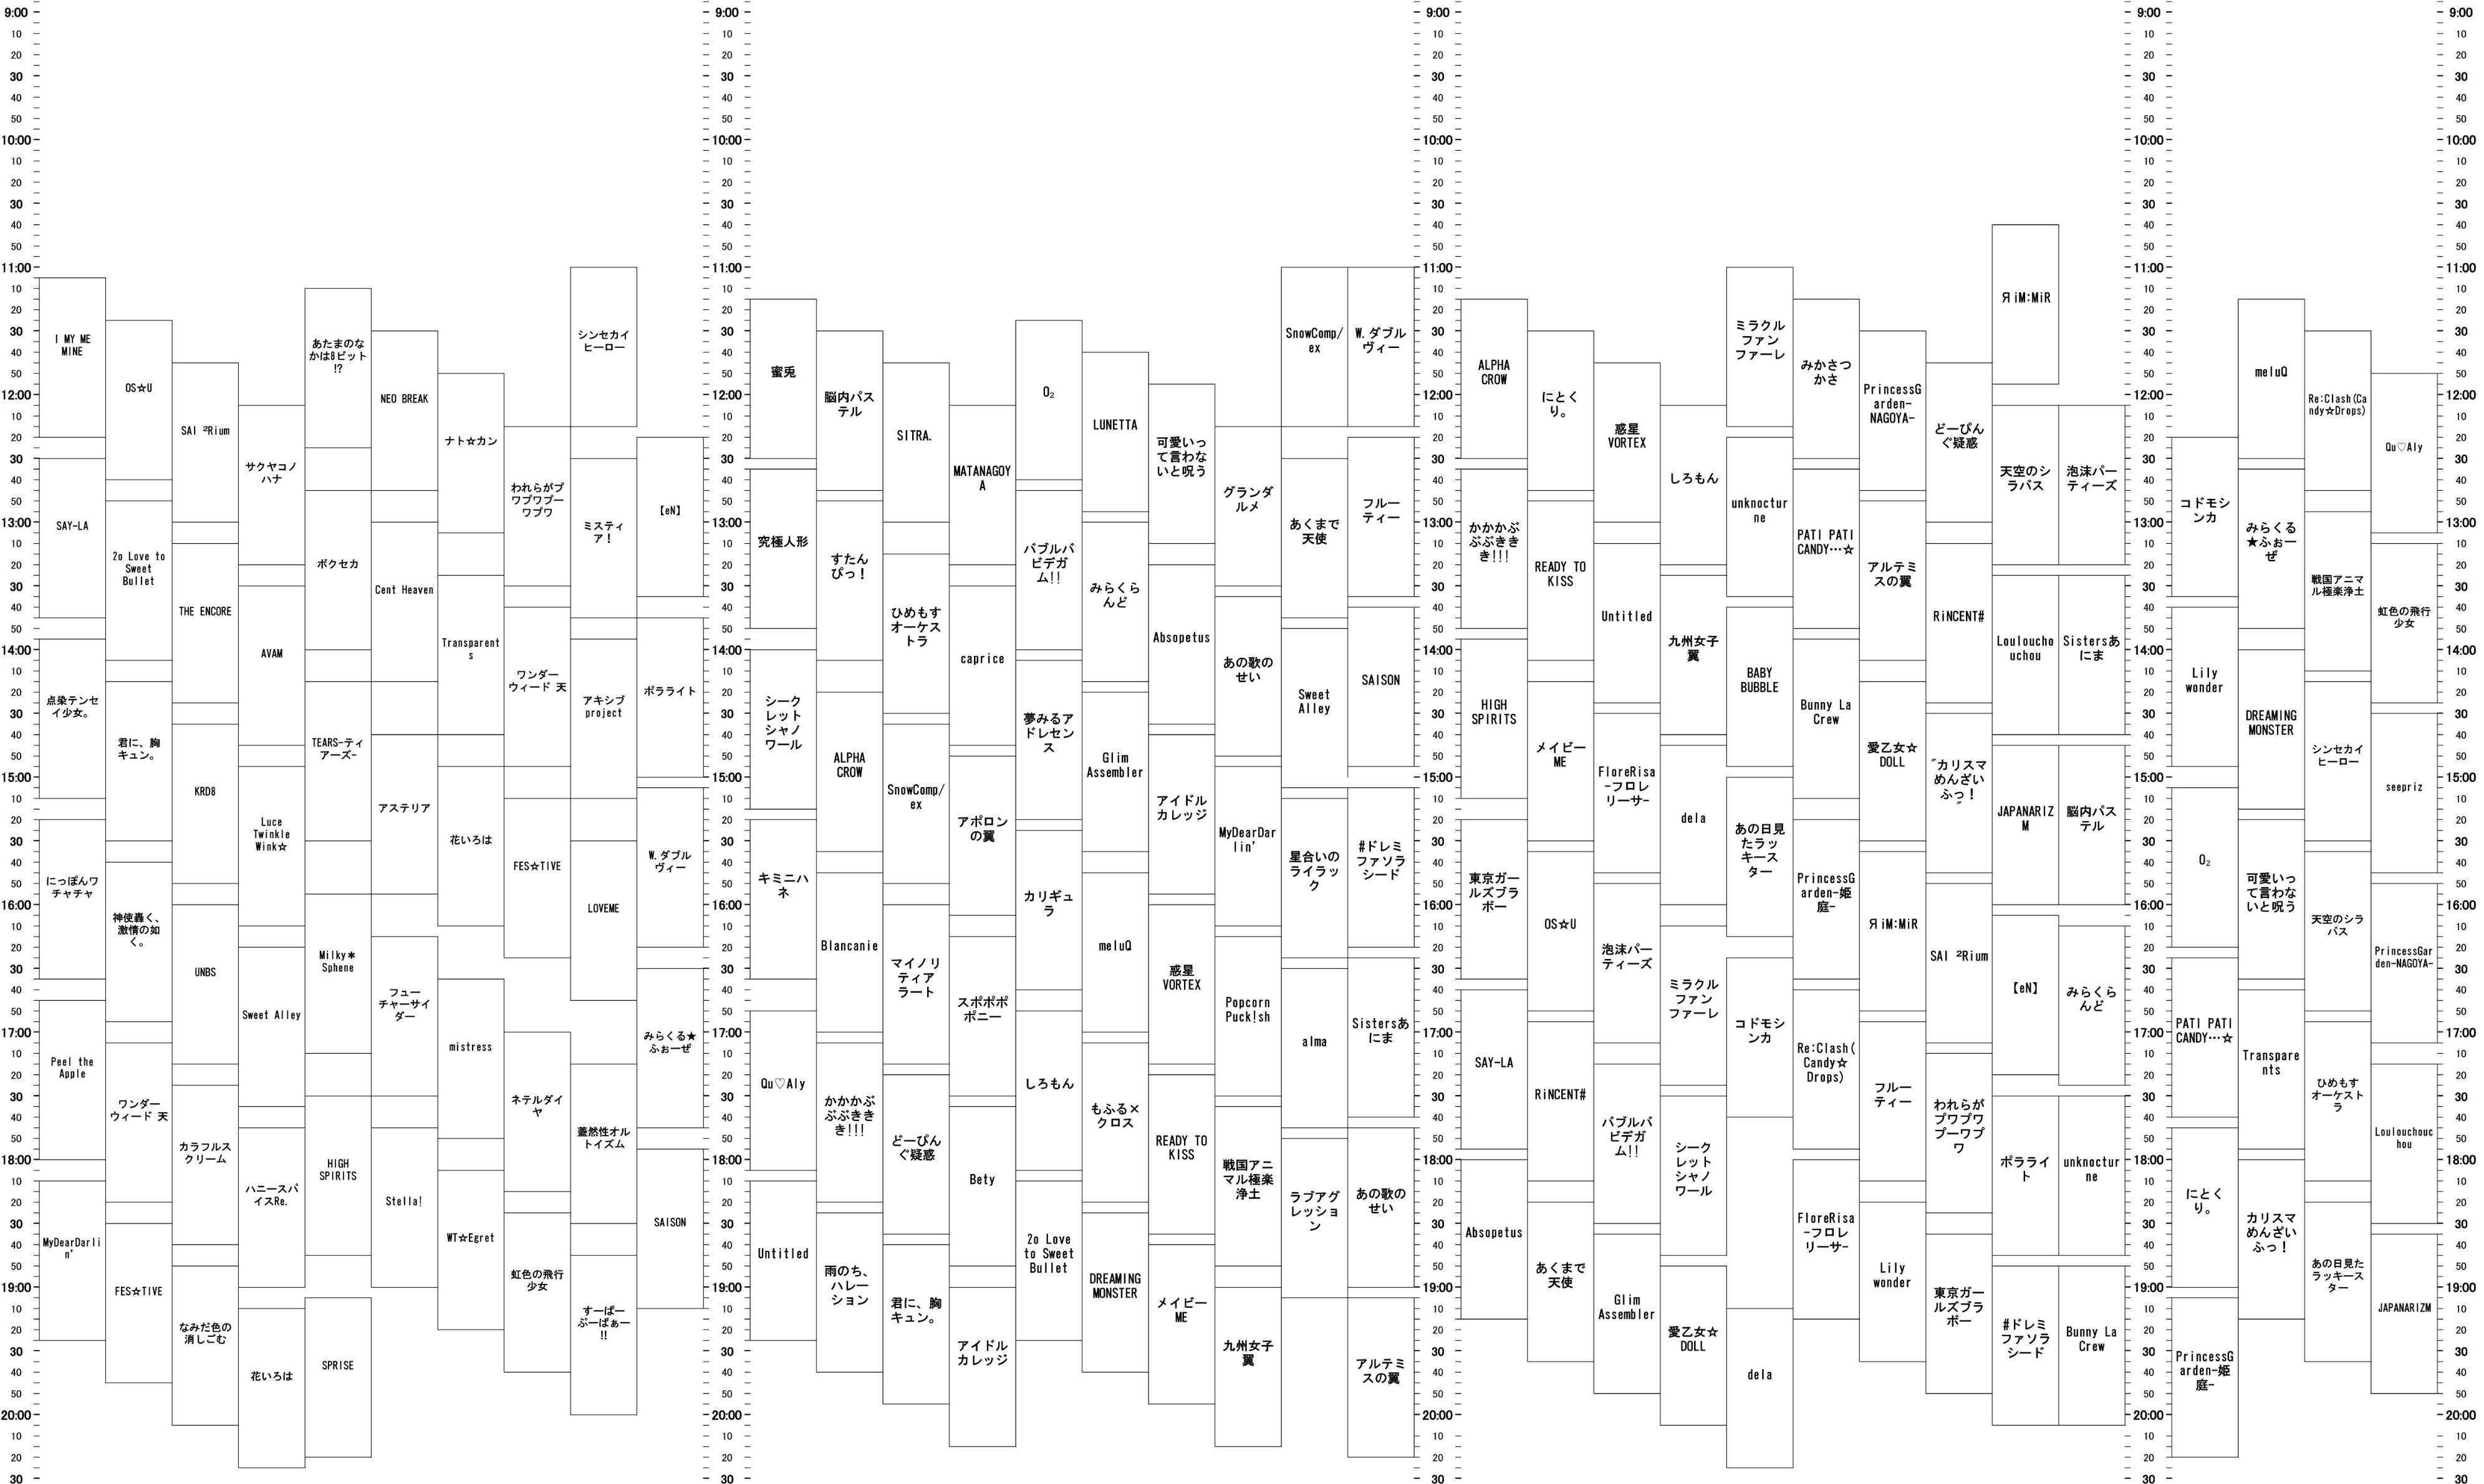 9:00 10 20 30 40 50
10:00 10 20 30 40 50
11:00 10 20 30 40 50
12:00 10 20 30 40 50
13:00 10 20 30 40 50
14:00 10 20 30 40 50
15:00 10 20 30 40 50
16:00 10 20 30 40 50
17:00 10 20 30 40 50
18:00 10 20 30 40 50
19:00 10 20 30 40 50
20:00 10 20 30
I MY ME
MINE
SAY-LA
点染テンセ
イ少女。
にっぽんワ
チャチャ
Peel the
Apple
MyDearDarli
n'
OS☆U
2o Love to
Sweet
Bullet
君に、胸
キュン。
神使轟く、
激情の如
く。
ワンダー
ウィード 天
FES☆TIVE
SAI ²Rium
THE ENCORE
KRD8
UNBS
カラフルス
クリーム
なみだ色の
消しごむ
サクヤコノ
ハナ
AVAM
Luce
Twinkle
Wink☆
Sweet Alley
ハニースパ
イスRe.
花いろは
あたまのな
かは8ビット
!?
ボクセカ
TEARS-ティ
アーズ-
Milky＊
Sphene
HIGH
SPIRITS
SPRISE
NEO BREAK
Cent Heaven
アステリア
フュー
チャーサイ
ダー
Stella!
ナト☆カン
Transparent
s
花いろは
mistress
WT☆Egret
われらがプ
ワプワプー
ワプワ
ワンダー
ウィード 天
FES☆TIVE
ネテルダイ
ヤ
虹色の飛行
少女
シンセカイ
ヒーロー
ミスティ
ア！
アキシブ
project
LOVEME
蓋然性オル
トイズム
すーぱー
ぷーばぁー
!!
【eN】
ポラライト
W.ダブル
ヴィー
みらくる★
ふぉーぜ
SAISON
9:00 10 20 30 40 50
10:00 10 20 30 40 50
11:00 10 20 30 40 50
12:00 10 20 30 40 50
13:00 10 20 30 40 50
14:00 10 20 30 40 50
15:00 10 20 30 40 50
16:00 10 20 30 40 50
17:00 10 20 30 40 50
18:00 10 20 30 40 50
19:00 10 20 30 40 50
20:00 10 20 30
蜜兎
究極人形
シーク
レット
シャノ
ワール
キミニハ
ネ
Qu♡Aly
Untitled
脳内パス
テル
すたん
ぴっ！
ALPHA
CROW
Blancanie
かかかぶ
ぶぶきき
き!!!
雨のち、
ハレー
ション
SITRA.
ひめもす
オーケス
トラ
SnowComp/
ex
マイノリ
ティア
ラート
どーぴん
ぐ疑惑
君に、胸
キュン。
MATANAGOY
A
caprice
アポロン
の翼
スポポポ
ポニー
Bety
アイドル
カレッジ
O₂
バブルバ
ビデガ
ム!!
夢みるア
ドレセン
ス
カリギュ
ラ
しろもん
2o Love
to Sweet
Bullet
LUNETTA
みらくら
んど
Glim
Assembler
meluQ
もふる×
クロス
DREAMING
MONSTER
可愛いっ
て言わな
いと呪う
Absopetus
アイドル
カレッジ
惑星
VORTEX
READY TO
KISS
メイビー
ME
グランダ
ルメ
あの歌の
せい
MyDearDar
lin'
Popcorn
Puck!sh
戦国アニ
マル極楽
浄土
九州女子
翼
SnowComp/
ex
あくまで
天使
Sweet
Alley
星合いの
ライラッ
ク
alma
ラブアグ
レッショ
ン
W.ダブル
ヴィー
フルー
ティー
SAISON
#ドレミ
ファソラ
シード
Sistersあ
にま
あの歌の
せい
アルテミ
スの翼
9:00 10 20 30 40 50
10:00 10 20 30 40 50
11:00 10 20 30 40 50
12:00 10 20 30 40 50
13:00 10 20 30 40 50
14:00 10 20 30 40 50
15:00 10 20 30 40 50
16:00 10 20 30 40 50
17:00 10 20 30 40 50
18:00 10 20 30 40 50
19:00 10 20 30 40 50
20:00 10 20 30
ALPHA
CROW
かかかぶ
ぶぶきき
き!!!
HIGH
SPIRITS
東京ガー
ルズブラ
ボー
SAY-LA
Absopetus
にとく
り。
READY TO
KISS
メイビー
ME
OS☆U
RiNCENT#
あくまで
天使
惑星
VORTEX
Untitled
FloreRisa
-フロレ
リーサ-
泡沫パー
ティーズ
バブルバ
ビデガ
ム!!
Glim
Assembler
しろもん
九州女子
翼
dela
ミラクル
ファン
ファーレ
シーク
レット
シャノ
ワール
愛乙女☆
DOLL
ミラクル
ファン
ファーレ
unknoctur
ne
BABY
BUBBLE
あの日見
たラッ
キース
ター
コドモシ
ンカ
dela
みかさつ
かさ
PATI PATI
CANDY…☆
Bunny La
Crew
PrincessG
arden-姫
庭-
Re:Clash(
Candy☆
Drops)
FloreRisa
-フロレ
リーサ-
PrincessG
arden-
NAGOYA-
アルテミ
スの翼
愛乙女☆
DOLL
ЯiM:MiR
フルー
ティー
Lily
wonder
どーぴん
ぐ疑惑
RiNCENT#
"カリスマ
めんざい
ふっ！
"
SAI ²Rium
われらが
プワプワ
プーワプ
ワ
東京ガー
ルズブラ
ボー
ЯiM:MiR
天空のシ
ラバス
Louloucho
uchou
JAPANARIZ
M
【eN】
ポラライ
ト
#ドレミ
ファソラ
シード
泡沫パー
ティーズ
Sistersあ
にま
脳内パス
テル
みらくら
んど
unknoctur
ne
Bunny La
Crew
9:00 10 20 30 40 50
10:00 10 20 30 40 50
11:00 10 20 30 40 50
12:00 10 20 30 40 50
13:00 10 20 30 40 50
14:00 10 20 30 40 50
15:00 10 20 30 40 50
16:00 10 20 30 40 50
17:00 10 20 30 40 50
18:00 10 20 30 40 50
19:00 10 20 30 40 50
20:00 10 20 30
コドモシ
ンカ
Lily
wonder
O₂
PATI PATI
CANDY…☆
にとく
り。
PrincessG
arden-姫
庭-
meluQ
みらくる
★ふぉー
ぜ
DREAMING
MONSTER
可愛いっ
て言わな
いと呪う
Transpare
nts
カリスマ
めんざい
ふっ！
Re:Clash(Ca
ndy☆Drops)
戦国アニマ
ル極楽浄土
シンセカイ
ヒーロー
天空のシラ
バス
ひめもす
オーケスト
ラ
あの日見た
ラッキース
ター
Qu♡Aly
虹色の飛行
少女
seepriz
PrincessGar
den-NAGOYA-
Loulouchouc
hou
JAPANARIZM
9:00 10 20 30 40 50
10:00 10 20 30 40 50
11:00 10 20 30 40 50
12:00 10 20 30 40 50
13:00 10 20 30 40 50
14:00 10 20 30 40 50
15:00 10 20 30 40 50
16:00 10 20 30 40 50
17:00 10 20 30 40 50
18:00 10 20 30 40 50
19:00 10 20 30 40 50
20:00 10 20 30